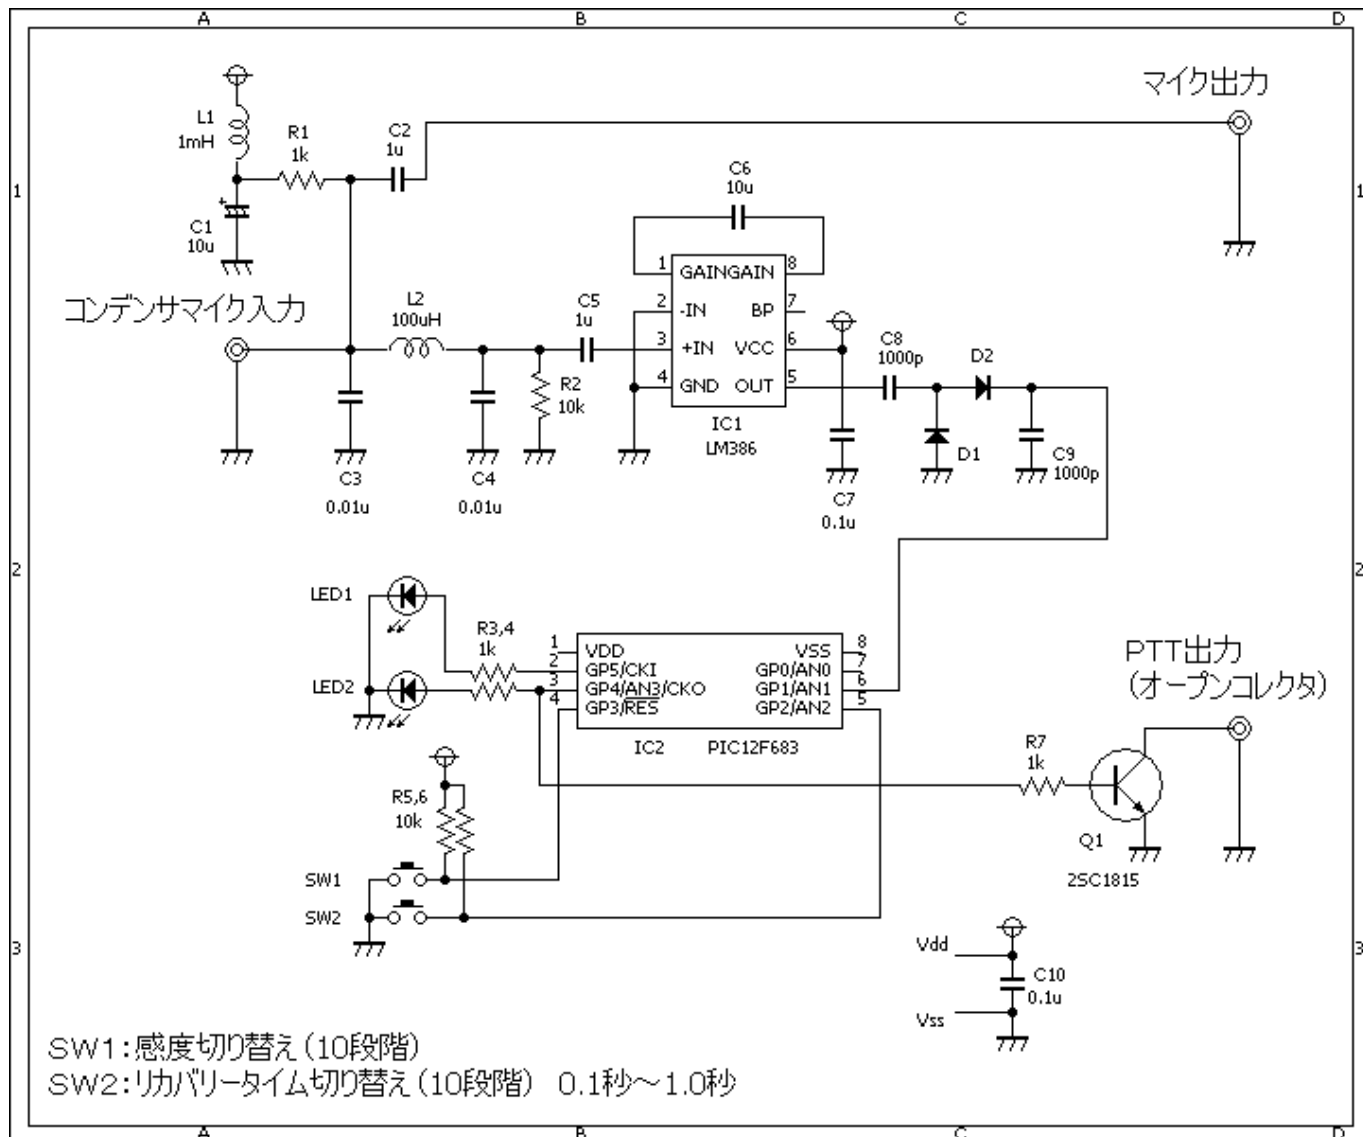 A B C D
マイク出力
L1
1mH
R1
1k
C2
1u
C6
10u
1 1
+
C1
10u
1 GAINGAIN 8
2 -IN BP 7
3 +IN VCC 6
4 GND OUT 5
IC1
LM386
コンデンサマイク入力
L2
100uH
C5
1u
R2
10k
C8
1000p
D2
D1
C9
1000p
C3
0.01u
C4
0.01u
C7
0.1u
2 2
LED1
LED2
R3,4
1k
1 VDD VSS 8
2 GP5/CKI GP0/AN0 7
3 GP4/AN3/CKO GP1/AN1 6
4 GP3/RES GP2/AN2 5
IC2 PIC12F683
PTT出力
(オープンコレクタ)
R7
1k
Q1
2SC1815
R5,6
10k
SW1
SW2
3 3
Vdd
C10
0.1u
Vss
SW1:感度切り替え(10段階)
SW2:リカバリータイム切り替え(10段階) 0.1秒~1.0秒
A B C D